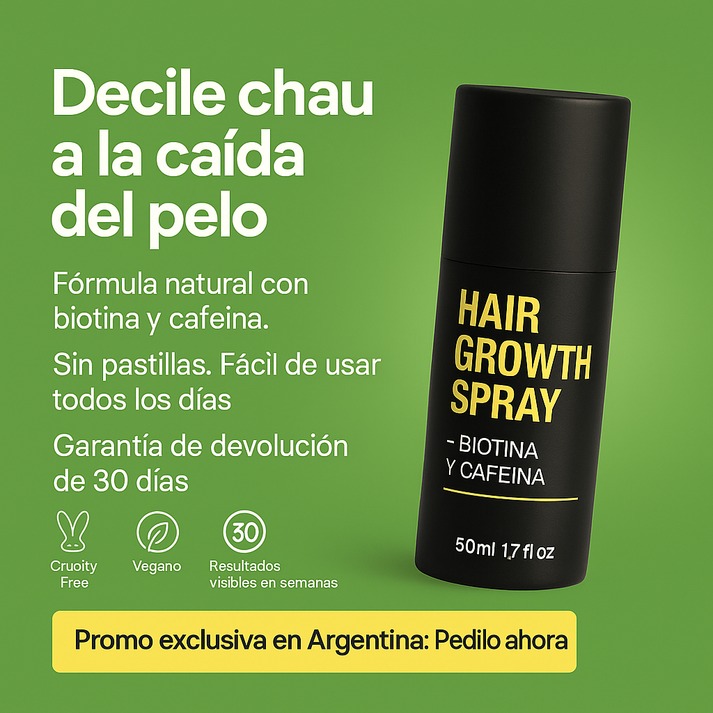 Decile chau
a la caída
del pelo
Fórmula natural con
biotina y cafeina.
Sin pastillas. Fácil de usar
todos los días
Garantía de devolución
de 30 días
Cruoity
Free
Vegano
30
Resultados
visibles en semanas
Promo exclusiva en Argentina: Pedilo ahora
HAIR
GROWTH
SPRAY
- BIOTINA
Y CAFEINA
50ml 1,7 fl oz